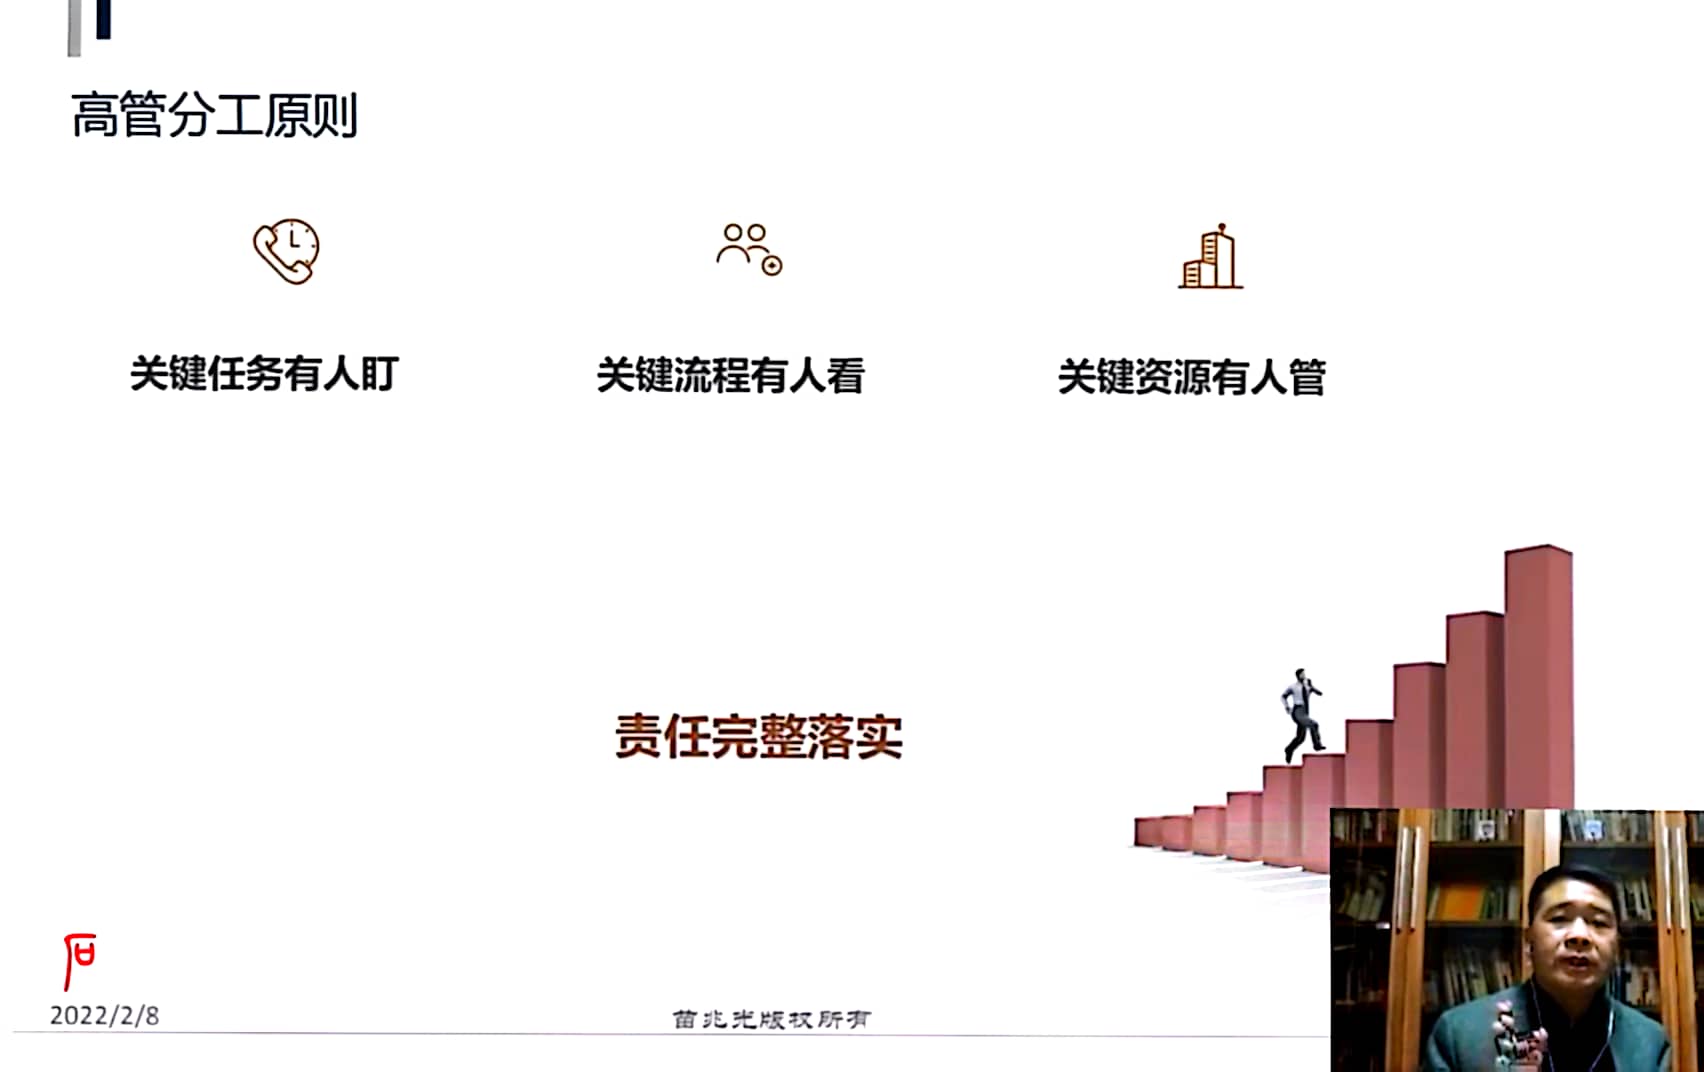 高管分工原则
关键任务有人盯
关键流程有人看
关键资源有人管
责任完整落实
石
2022/2/8
苗兆光版权所有